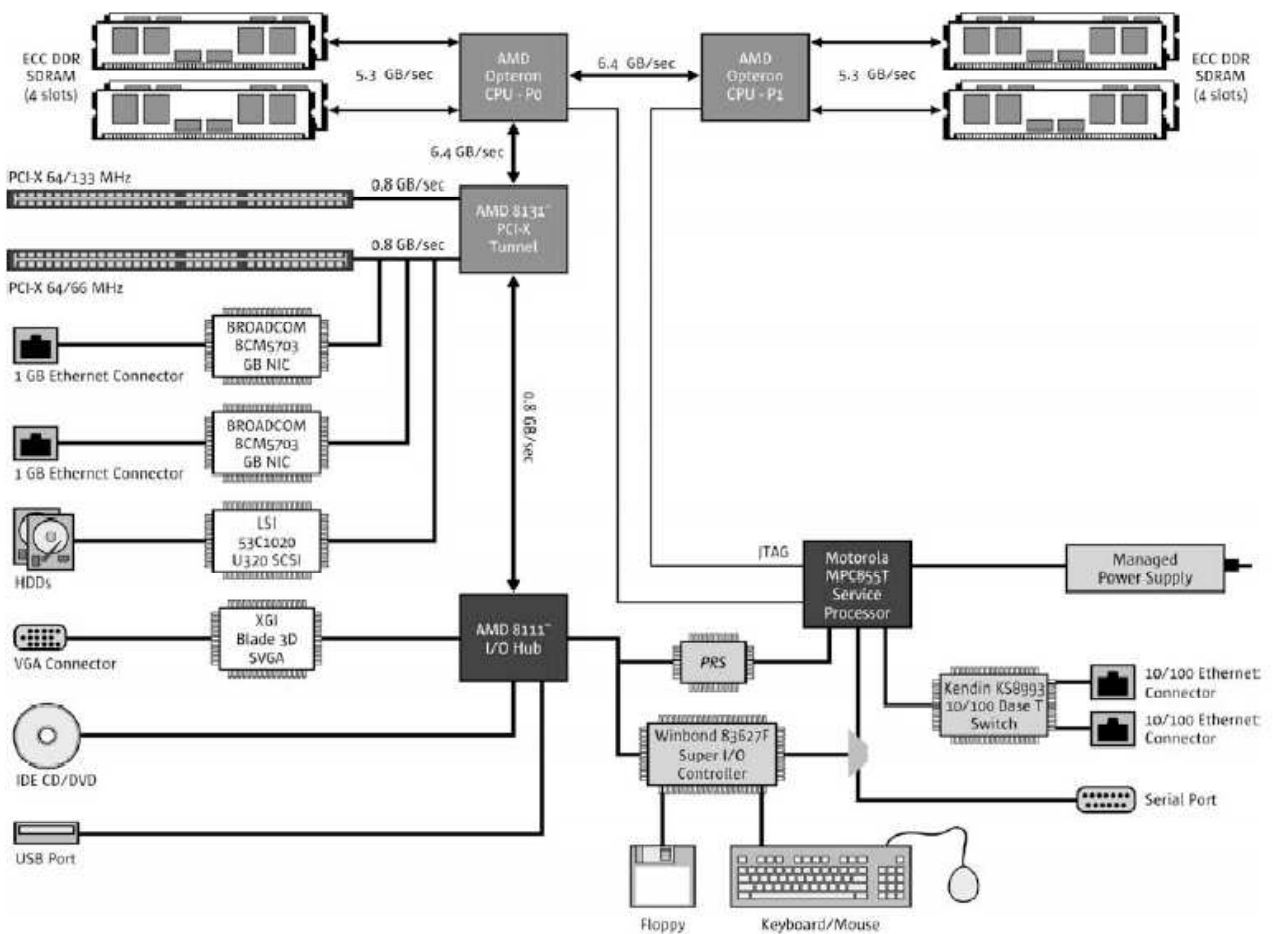 ECC DDR
SDRAM
(4 slots)
5.3 GB/sec
AMD
Opteron
CPU - P0
6.4 GB/sec
AMD
Opteron
CPU - P1
5.3 GB/sec
ECC DDR
SDRAM
(4 slots)
6.4 GB/sec
PCI-X 64/133 MHz
0.8 GB/sec
AMD 8131™
PCI-X
Tunnel
0.8 GB/sec
PCI-X 64/66 MHz
BROADCOM
BCM5703
GB NIC
1 GB Ethernet Connector
0.8 GB/sec
BROADCOM
BCM5703
GB NIC
1 GB Ethernet Connector
LSI
53C1020
U320 SCSI
HDDs
JTAG
Motorola
MPC855T
Service
Processor
Managed
Power Supply
XGI
Blade 3D
SVGA
VGA Connector
AMD 8111™
I/O Hub
PRS
Kendin KS8993
10/100 Base T
Switch
10/100 Ethernet
Connector
10/100 Ethernet
Connector
IDE CD/DVD
Winbond 83627F
Super I/O
Controller
Serial Port
USB Port
Floppy
Keyboard/Mouse